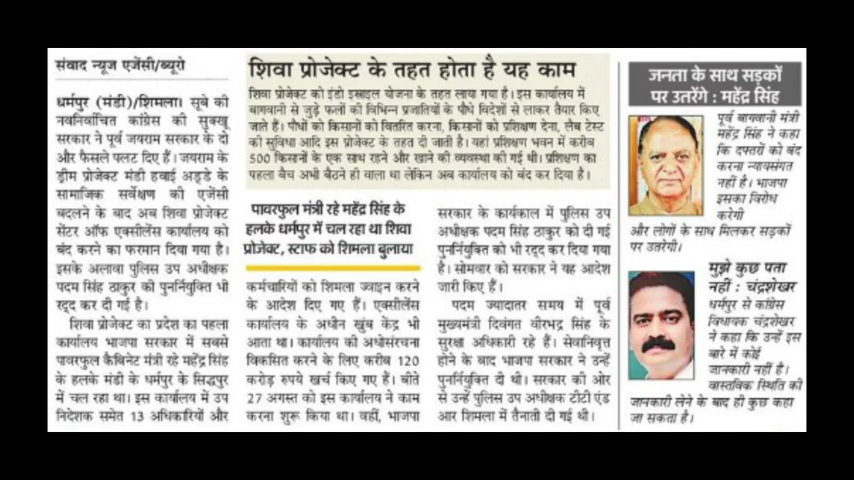 संवाद न्यूज एजेंसी/ब्यूरो
धर्मपुर (मंडी)/शिमला। सूबे की
नवनिर्वाचित कांग्रेस की सुक्खू
सरकार ने पूर्व जयराम सरकार के दो
और फैसले पलट दिए हैं। जयराम के
ड्रीम प्रोजेक्ट मंडी हवाई अड्डे के
सामाजिक सर्वेक्षण की एजेंसी
बदलने के बाद अब शिवा प्रोजेक्ट
सेंटर ऑफ एक्सीलेंस कार्यालय को
बंद करने का फरमान दिया गया है।
इसके अलावा पुलिस उप अधीक्षक
पदम सिंह ठाकुर की पुनर्नियुक्ति भी
रद्द कर दी गई है।
शिवा प्रोजेक्ट का प्रदेश का पहला
कार्यालय भाजपा सरकार में सबसे
पावरफुल कैबिनेट मंत्री रहे महेंद्र सिंह
के हलके मंडी के धर्मपुर के सिद्धपुर
में चल रहा था। इस कार्यालय में उप
निदेशक समेत 13 अधिकारियों और
शिवा प्रोजेक्ट के तहत होता है यह काम
शिवा प्रोजेक्ट को इंडो इस्राइल योजना के तहत लाया गया है। इस कार्यालय में
बागवानी से जुड़े फलों की विभिन्न प्रजातियों के पौधे विदेशों से लाकर तैयार किए
जाते हैं। पौधों को किसानों को वितरित करना, किसानों को प्रशिक्षण देना, लैब टेस्ट
की सुविधा आदि इस प्रोजेक्ट के तहत दी जाती है। यहां प्रशिक्षण भवन में करीब
500 किसानों के एक साथ रहने और खाने की व्यवस्था की गई थी। प्रशिक्षण का
पहला बैच अभी बैठने ही वाला था लेकिन अब कार्यालय को बंद कर दिया है।
पावरफुल मंत्री रहे महेंद्र सिंह के
हलके धर्मपुर में चल रहा था शिवा
प्रोजेक्ट, स्टाफ को शिमला बुलाया
कर्मचारियों को शिमला ज्वाइन करने
के आदेश दिए गए हैं। एक्सीलेंस
कार्यालय के अधीन खुंब केंद्र भी
आता था। कार्यालय की अधोसंरचना
विकसित करने के लिए करीब 120
करोड़ रुपये खर्च किए गए हैं। बीते
27 अगस्त को इस कार्यालय ने काम
करना शुरू किया था। वहीं, भाजपा
सरकार के कार्यकाल में पुलिस उप
अधीक्षक पदम सिंह ठाकुर को दी गई
पुनर्नियुक्ति को भी रद्द कर दिया गया
है। सोमवार को सरकार ने यह आदेश
जारी किए हैं।
पदम ज्यादातर समय में पूर्व
मुख्यमंत्री दिवंगत वीरभद्र सिंह के
सुरक्षा अधिकारी रहे हैं। सेवानिवृत्त
होने के बाद भाजपा सरकार ने उन्हें
पुनर्नियुक्ति दी थी। सरकार की ओर
से उन्हें पुलिस उप अधीक्षक टीटी एंड
आर शिमला में तैनाती दी गई थी।
जनता के साथ सड़कों
पर उतरेंगे : महेंद्र सिंह
पूर्व बागवानी मंत्री
महेंद्र सिंह ने कहा
कि दफ्तरों को बंद
करना न्यायसंगत
नहीं है। भाजपा
इसका विरोध
करेगी
और लोगों के साथ मिलकर सड़कों
पर उतरेगी।
मुझे कुछ पता
नहीं : चंद्रशेखर
धर्मपुर से कांग्रेस
विधायक चंद्रशेखर
ने कहा कि उन्हें इस
बारे में कोई
जानकारी नहीं है।
वास्तविक स्थिति की
जानकारी लेने के बाद ही कुछ कहा
जा सकता है।